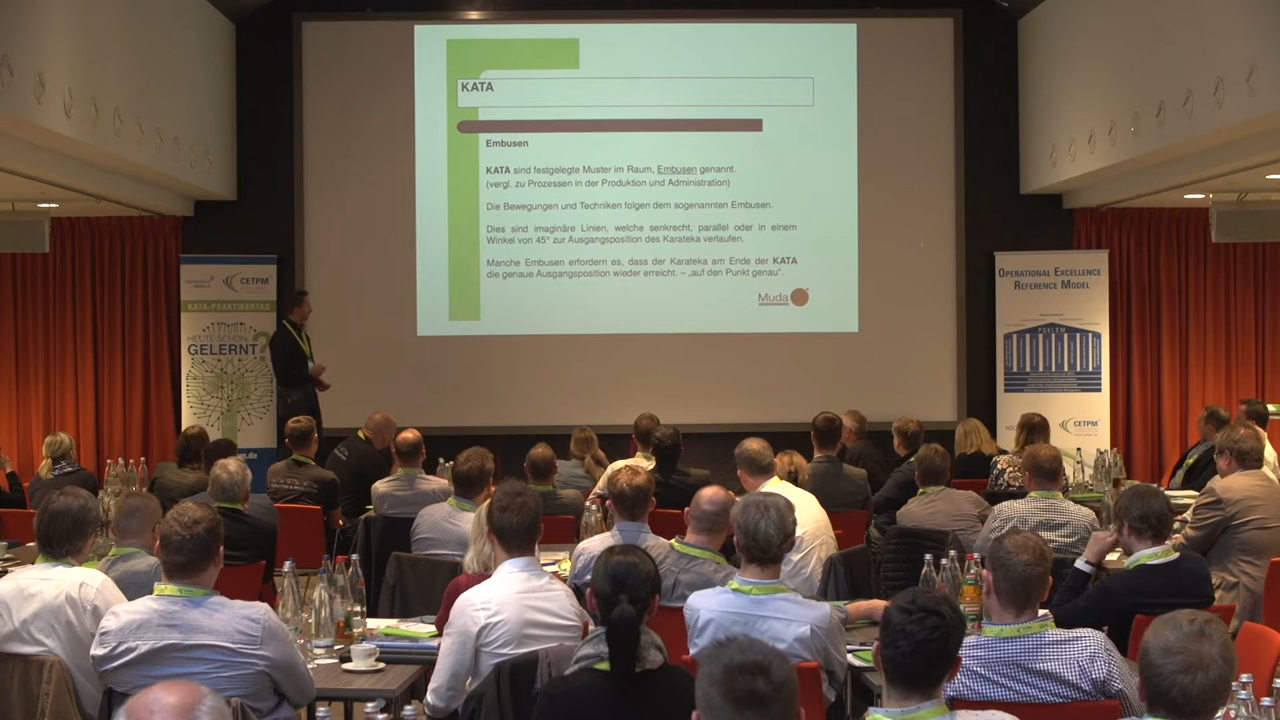 KATA
Embusen
KATA sind festgelegte Muster im Raum, Embusen genannt.
(vergl. zu Prozessen in der Produktion und Administration)
Die Bewegungen und Techniken folgen dem sogenannten Embusen.
Dies sind imaginäre Linien, welche senkrecht, parallel oder in einem
Winkel von 45° zur Ausgangsposition des Karateka verlaufen.
Manche Embusen erfordern es, dass der Karateka am Ende der KATA
die genaue Ausgangsposition wieder erreicht. – „auf den Punkt genau“.
Muda
CETPM
KATA-PRAKTIKERTAG
HEUTE SCHON
GELERNT?
OPERATIONAL EXCELLENCE
REFERENCE MODEL
CETPM